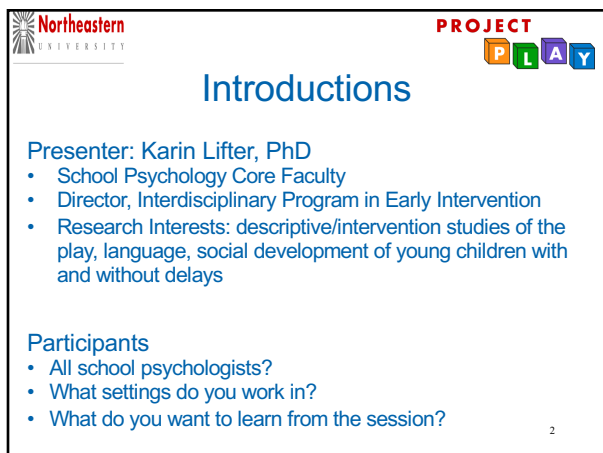 Northeastern
UNIVERSITY
PROJECT
PLAY
Introductions
Presenter: Karin Lifter, PhD
• School Psychology Core Faculty
• Director, Interdisciplinary Program in Early Intervention
• Research Interests: descriptive/intervention studies of the
play, language, social development of young children with
and without delays
Participants
• All school psychologists?
• What settings do you work in?
• What do you want to learn from the session?
2